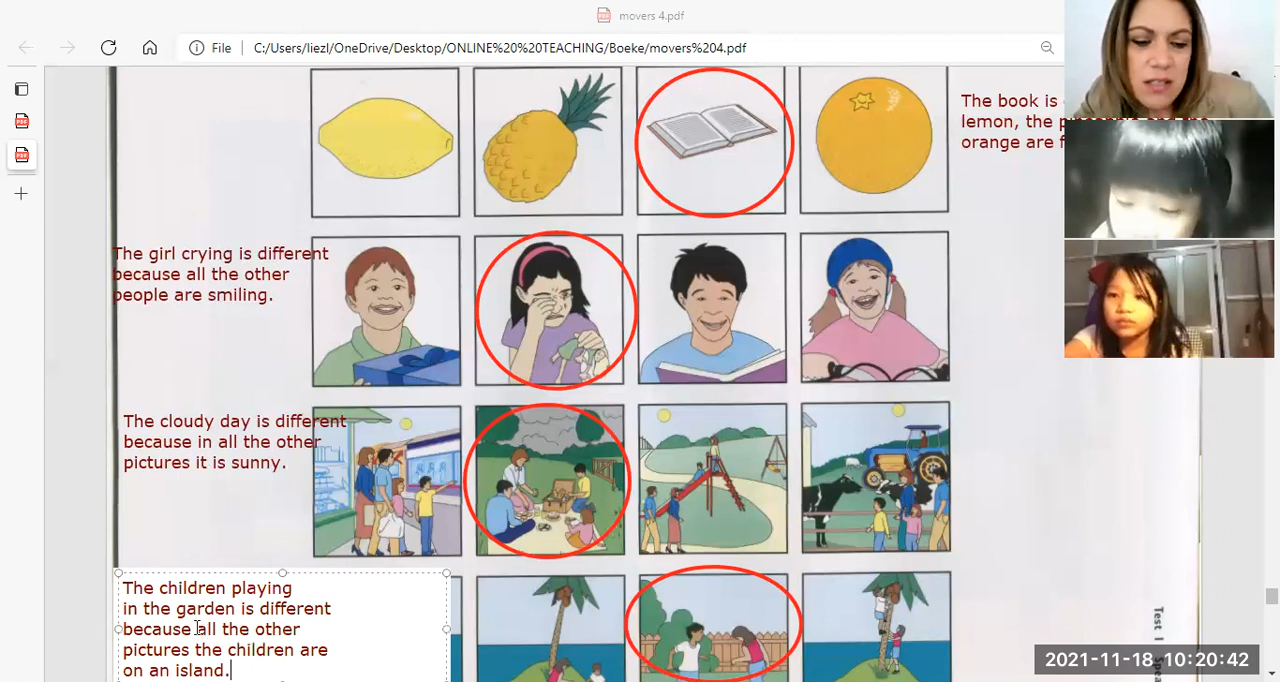 movers 4.pdf
File
C:/Users/liezl/OneDrive/Desktop/ONLINE%20%20TEACHING/Boeke/movers%204.pdf
The book is
lemon, the
orange are
The girl crying is different
because all the other
people are smiling.
The cloudy day is different
because in all the other
pictures it is sunny.
The children playing
in the garden is different
because all the other
pictures the children are
on an island.
Test 1
2021-11-18 10:20:42